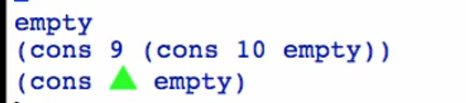 empty
(cons 9 (cons 10 empty))
(cons empty)